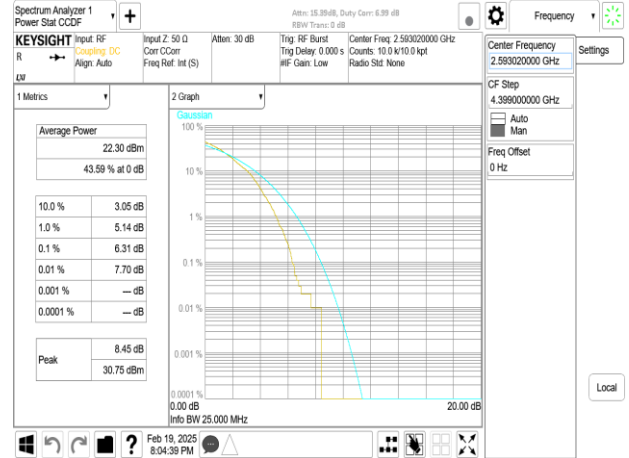 Spectrum Analyzer 1
Power Stat CCDF
Attn: 15.39dB, Duty Corr: 6.99 dB
RBW Trans: 0 dB
Frequency
KEYSIGHT
R
LXI
Input: RF
Coupling: DC
Align: Auto
Input Z: 50 Ω
Corr CCorr
Freq Ref: Int (S)
Atten: 30 dB
Trig: RF Burst
Trig Delay: 0.000 s
#IF Gain: Low
Center Freq: 2.593020000 GHz
Counts: 10.0 k/10.0 kpt
Radio Std: None
Center Frequency
2.593020000 GHz
Settings
CF Step
4.399000000 GHz
Auto
Man
Freq Offset
0 Hz
1 Metrics
Average Power
22.30 dBm
43.59 % at 0 dB
10.0 % 3.05 dB
1.0 % 5.14 dB
0.1 % 6.31 dB
0.01 % 7.70 dB
0.001 % --- dB
0.0001 % --- dB
Peak
8.45 dB
30.75 dBm
2 Graph
Gaussian
100 %
10 %
1 %
0.1 %
0.01 %
0.001 %
0.0001 %
0.00 dB 20.00 dB
Info BW 25.000 MHz
Local
Feb 19, 2025
8:04:39 PM